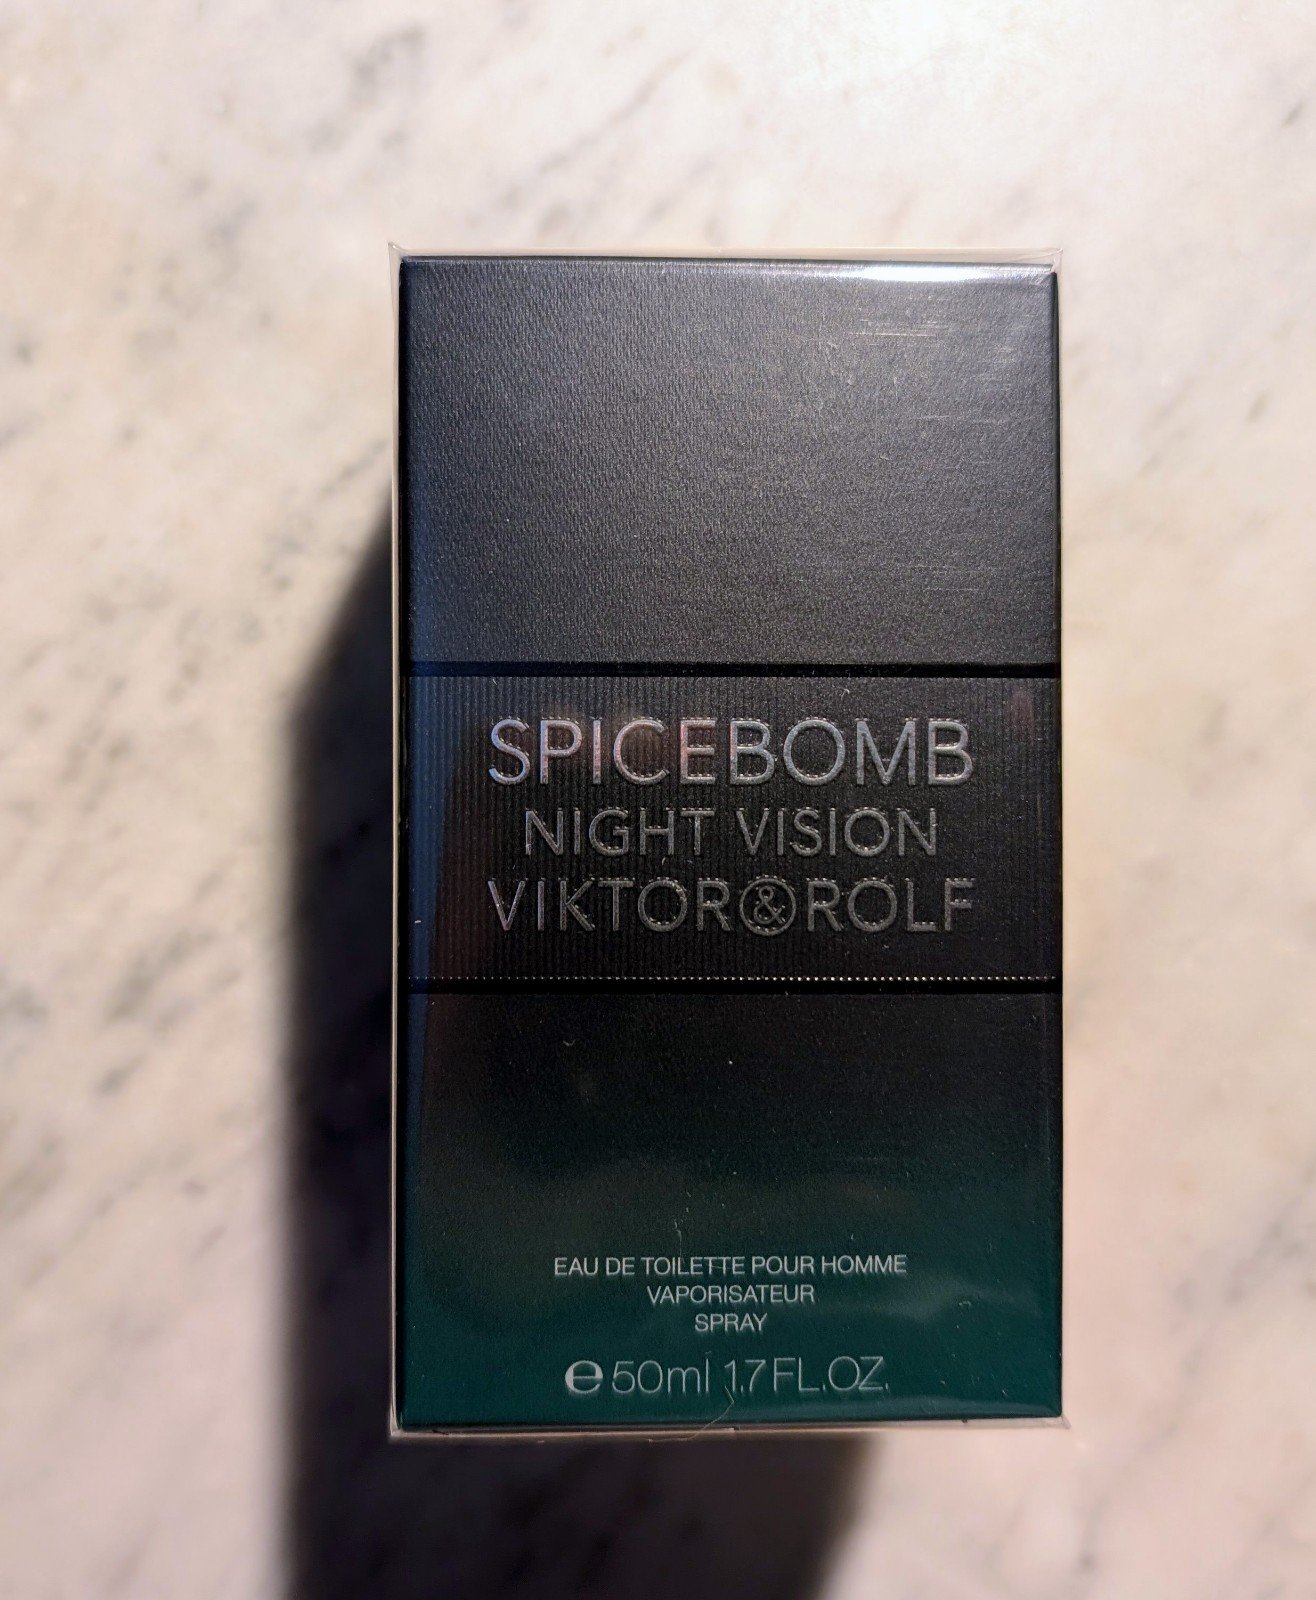 SPICEBOMB
NIGHT VISION
VIKTOR&ROLF
EAU DE TOILETTE POUR HOMME
VAPORISATEUR
SPRAY
℮50ml 1.7FL.OZ.